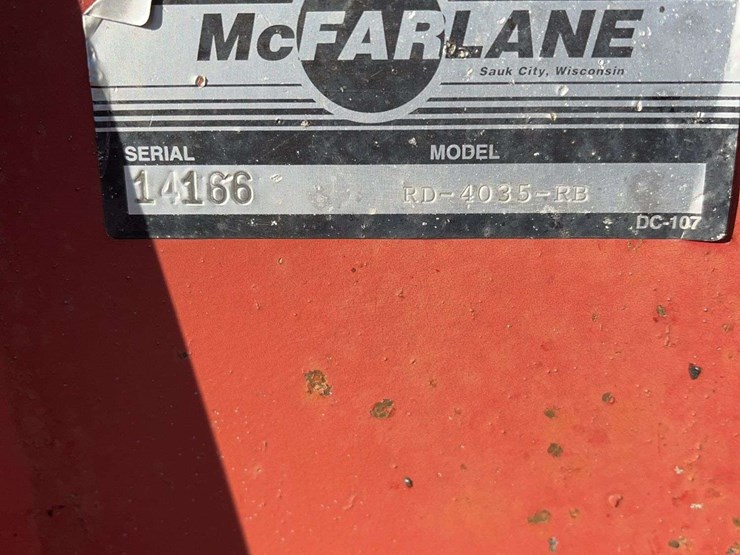 McFARLANE
Sauk City, Wisconsin
SERIAL MODEL
14166 RD-4035-RB
DC-107